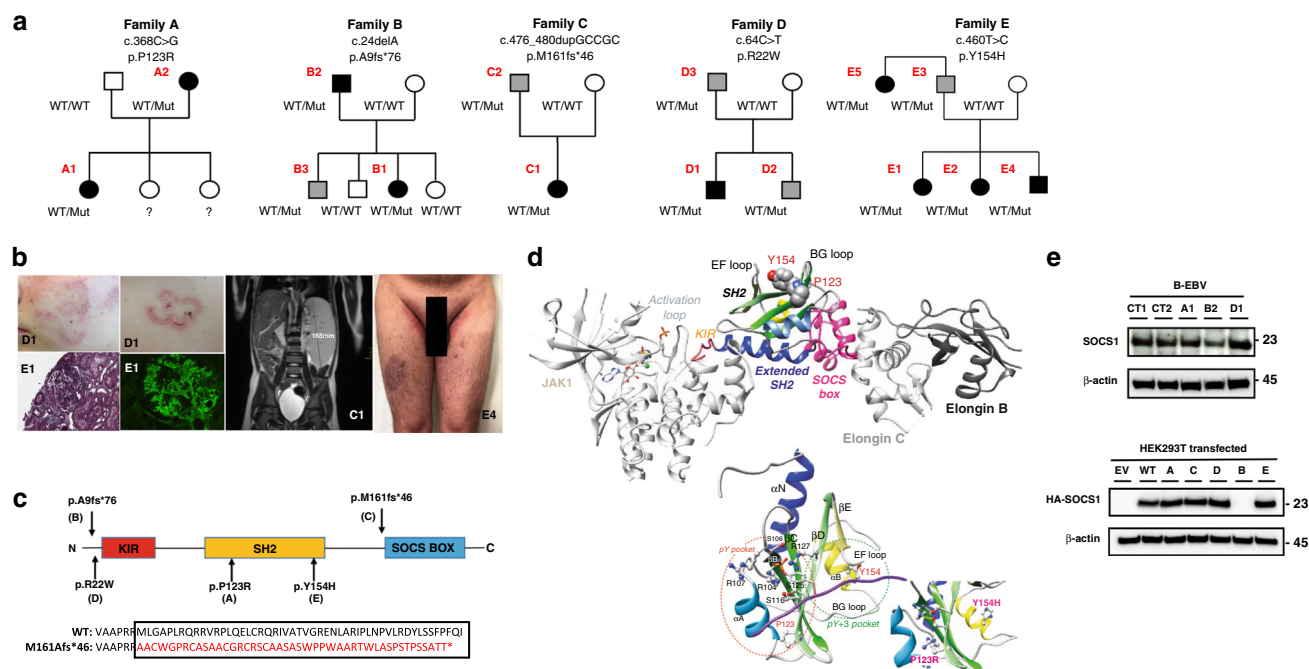 a
Family A
c.368C>G
p.P123R
A2
WT/WT
WT/Mut
A1
WT/Mut
?
?
Family B
c.24delA
p.A9fs*76
B2
WT/Mut
WT/WT
B3
B1
WT/Mut
WT/WT
WT/Mut
WT/WT
Family C
c.476_480dupGCCGC
p.M161fs*46
C2
WT/Mut
WT/WT
C1
WT/Mut
Family D
c.64C>T
p.R22W
D3
WT/Mut
WT/WT
D1
D2
WT/Mut
WT/Mut
Family E
c.460T>C
p.Y154H
E5
E3
WT/Mut
WT/Mut
WT/WT
E1
E2
E4
WT/Mut
WT/Mut
WT/Mut
b
D1
D1
E1
E1
168mm
C1
E4
c
p.A9fs*76
(B)
p.M161fs*46
(C)
N
KIR
SH2
SOCS BOX
C
p.R22W
(D)
p.P123R
(A)
p.Y154H
(E)
WT: VAAPRRMLGAPLRQRRVRPLQELCRQRIVATVGRENLARIPLNPVLRDYLSSFPFQI
M161Afs*46: VAAPRRAACWGPRCASAACGRCRSCAASASWPPWAARTWLASPSTPSSATT*
d
EF loop
Y154
BG loop
P123
SH2
Activation
loop
KIR
JAK1
Extended
SH2
SOCS
box
Elongin B
Elongin C
αN
βE
S106
βC
R127
βD
pY pocket
βB
EF loop
R107
R104
S125
αB
Y154
S116
αA
BG loop
P123
pY+3 pocket
Y154H
P123R
e
B-EBV
CT1 CT2 A1 B2 D1
SOCS1
- 23
β-actin
- 45
HEK293T transfected
EV WT A C D B E
HA-SOCS1
- 23
β-actin
- 45